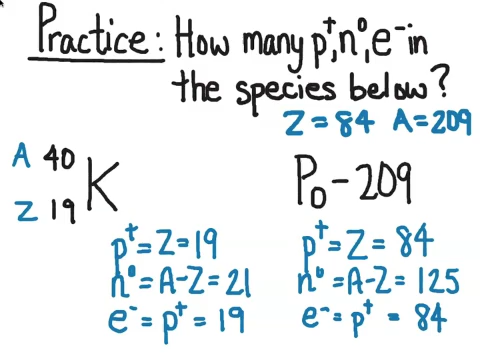 Practice: How many p⁺, n⁰, e⁻ in
the species below?
Z = 84 A = 209
A 40
K
Z 19
Po - 209
p⁺ = Z = 19
n⁰ = A - Z = 21
e⁻ = p⁺ = 19
p⁺ = Z = 84
n⁰ = A - Z = 125
e⁻ = p⁺ = 84